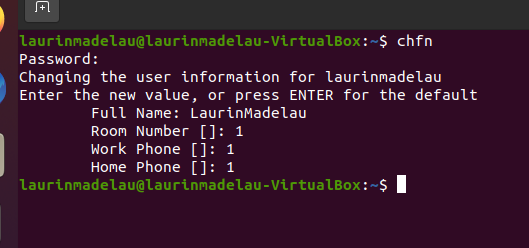 laurinmadelau@laurinmadelau-VirtualBox:~$ chfn
Password:
Changing the user information for laurinmadelau
Enter the new value, or press ENTER for the default
        Full Name: LaurinMadelau
        Room Number []: 1
        Work Phone []: 1
        Home Phone []: 1
laurinmadelau@laurinmadelau-VirtualBox:~$